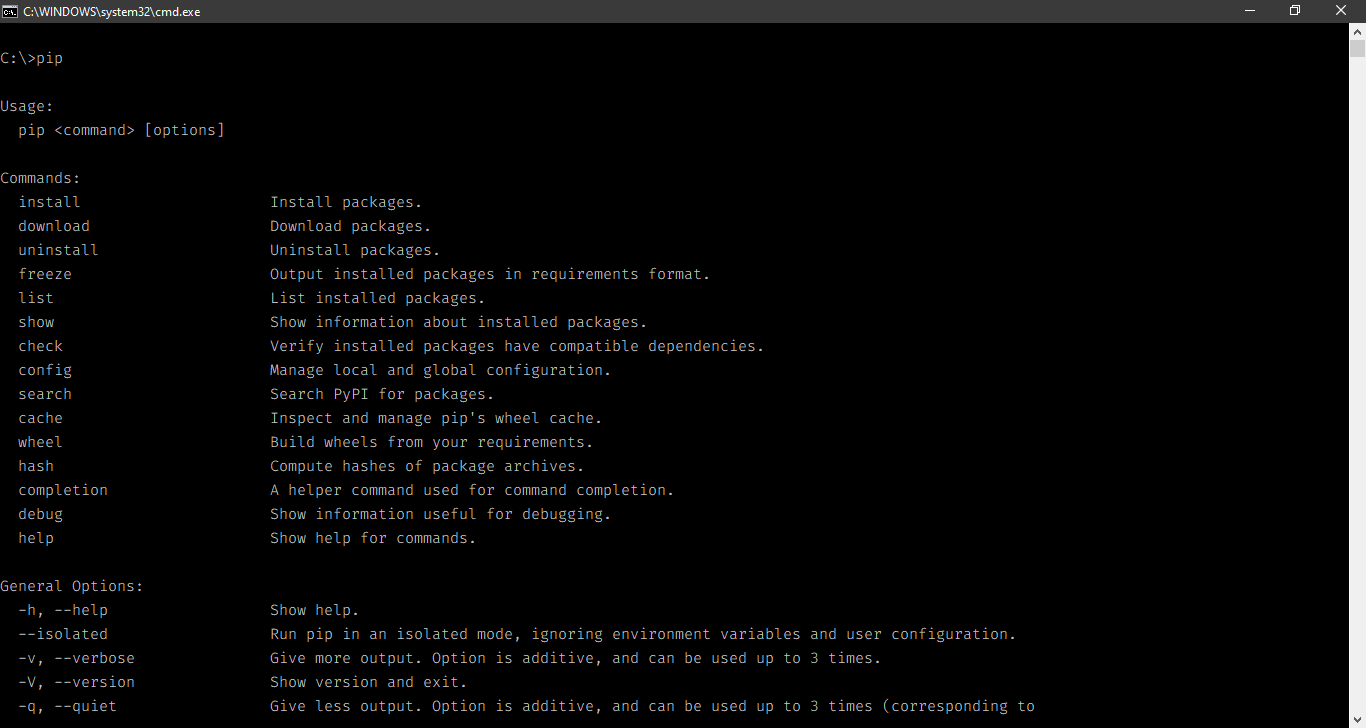 C:\WINDOWS\system32\cmd.exe
C:\>pip
Usage:
  pip <command> [options]
Commands:
  install                     Install packages.
  download                    Download packages.
  uninstall                   Uninstall packages.
  freeze                      Output installed packages in requirements format.
  list                        List installed packages.
  show                        Show information about installed packages.
  check                       Verify installed packages have compatible dependencies.
  config                      Manage local and global configuration.
  search                      Search PyPI for packages.
  cache                       Inspect and manage pip's wheel cache.
  wheel                       Build wheels from your requirements.
  hash                        Compute hashes of package archives.
  completion                  A helper command used for command completion.
  debug                       Show information useful for debugging.
  help                        Show help for commands.
General Options:
  -h, --help                  Show help.
  --isolated                  Run pip in an isolated mode, ignoring environment variables and user configuration.
  -v, --verbose               Give more output. Option is additive, and can be used up to 3 times.
  -V, --version               Show version and exit.
  -q, --quiet                 Give less output. Option is additive, and can be used up to 3 times (corresponding to